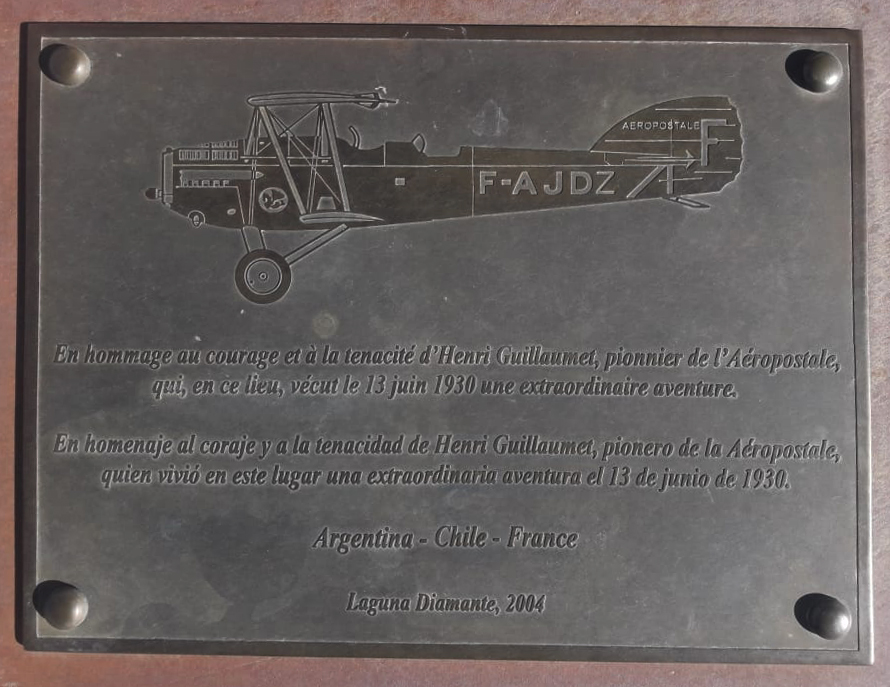 AEROPOSTALE F
F-AJDZ
En hommage au courage et à la tenacité d'Henri Guillaumet, pionnier de l'Aéropostale,
qui, en ce lieu, vécut le 13 juin 1930 une extraordinaire aventure.
En homenaje al coraje y a la tenacidad de Henri Guillaumet, pionero de la Aéropostale,
quien vivió en este lugar una extraordinaria aventura el 13 de junio de 1930.
Argentina - Chile - France
Laguna Diamante, 2004